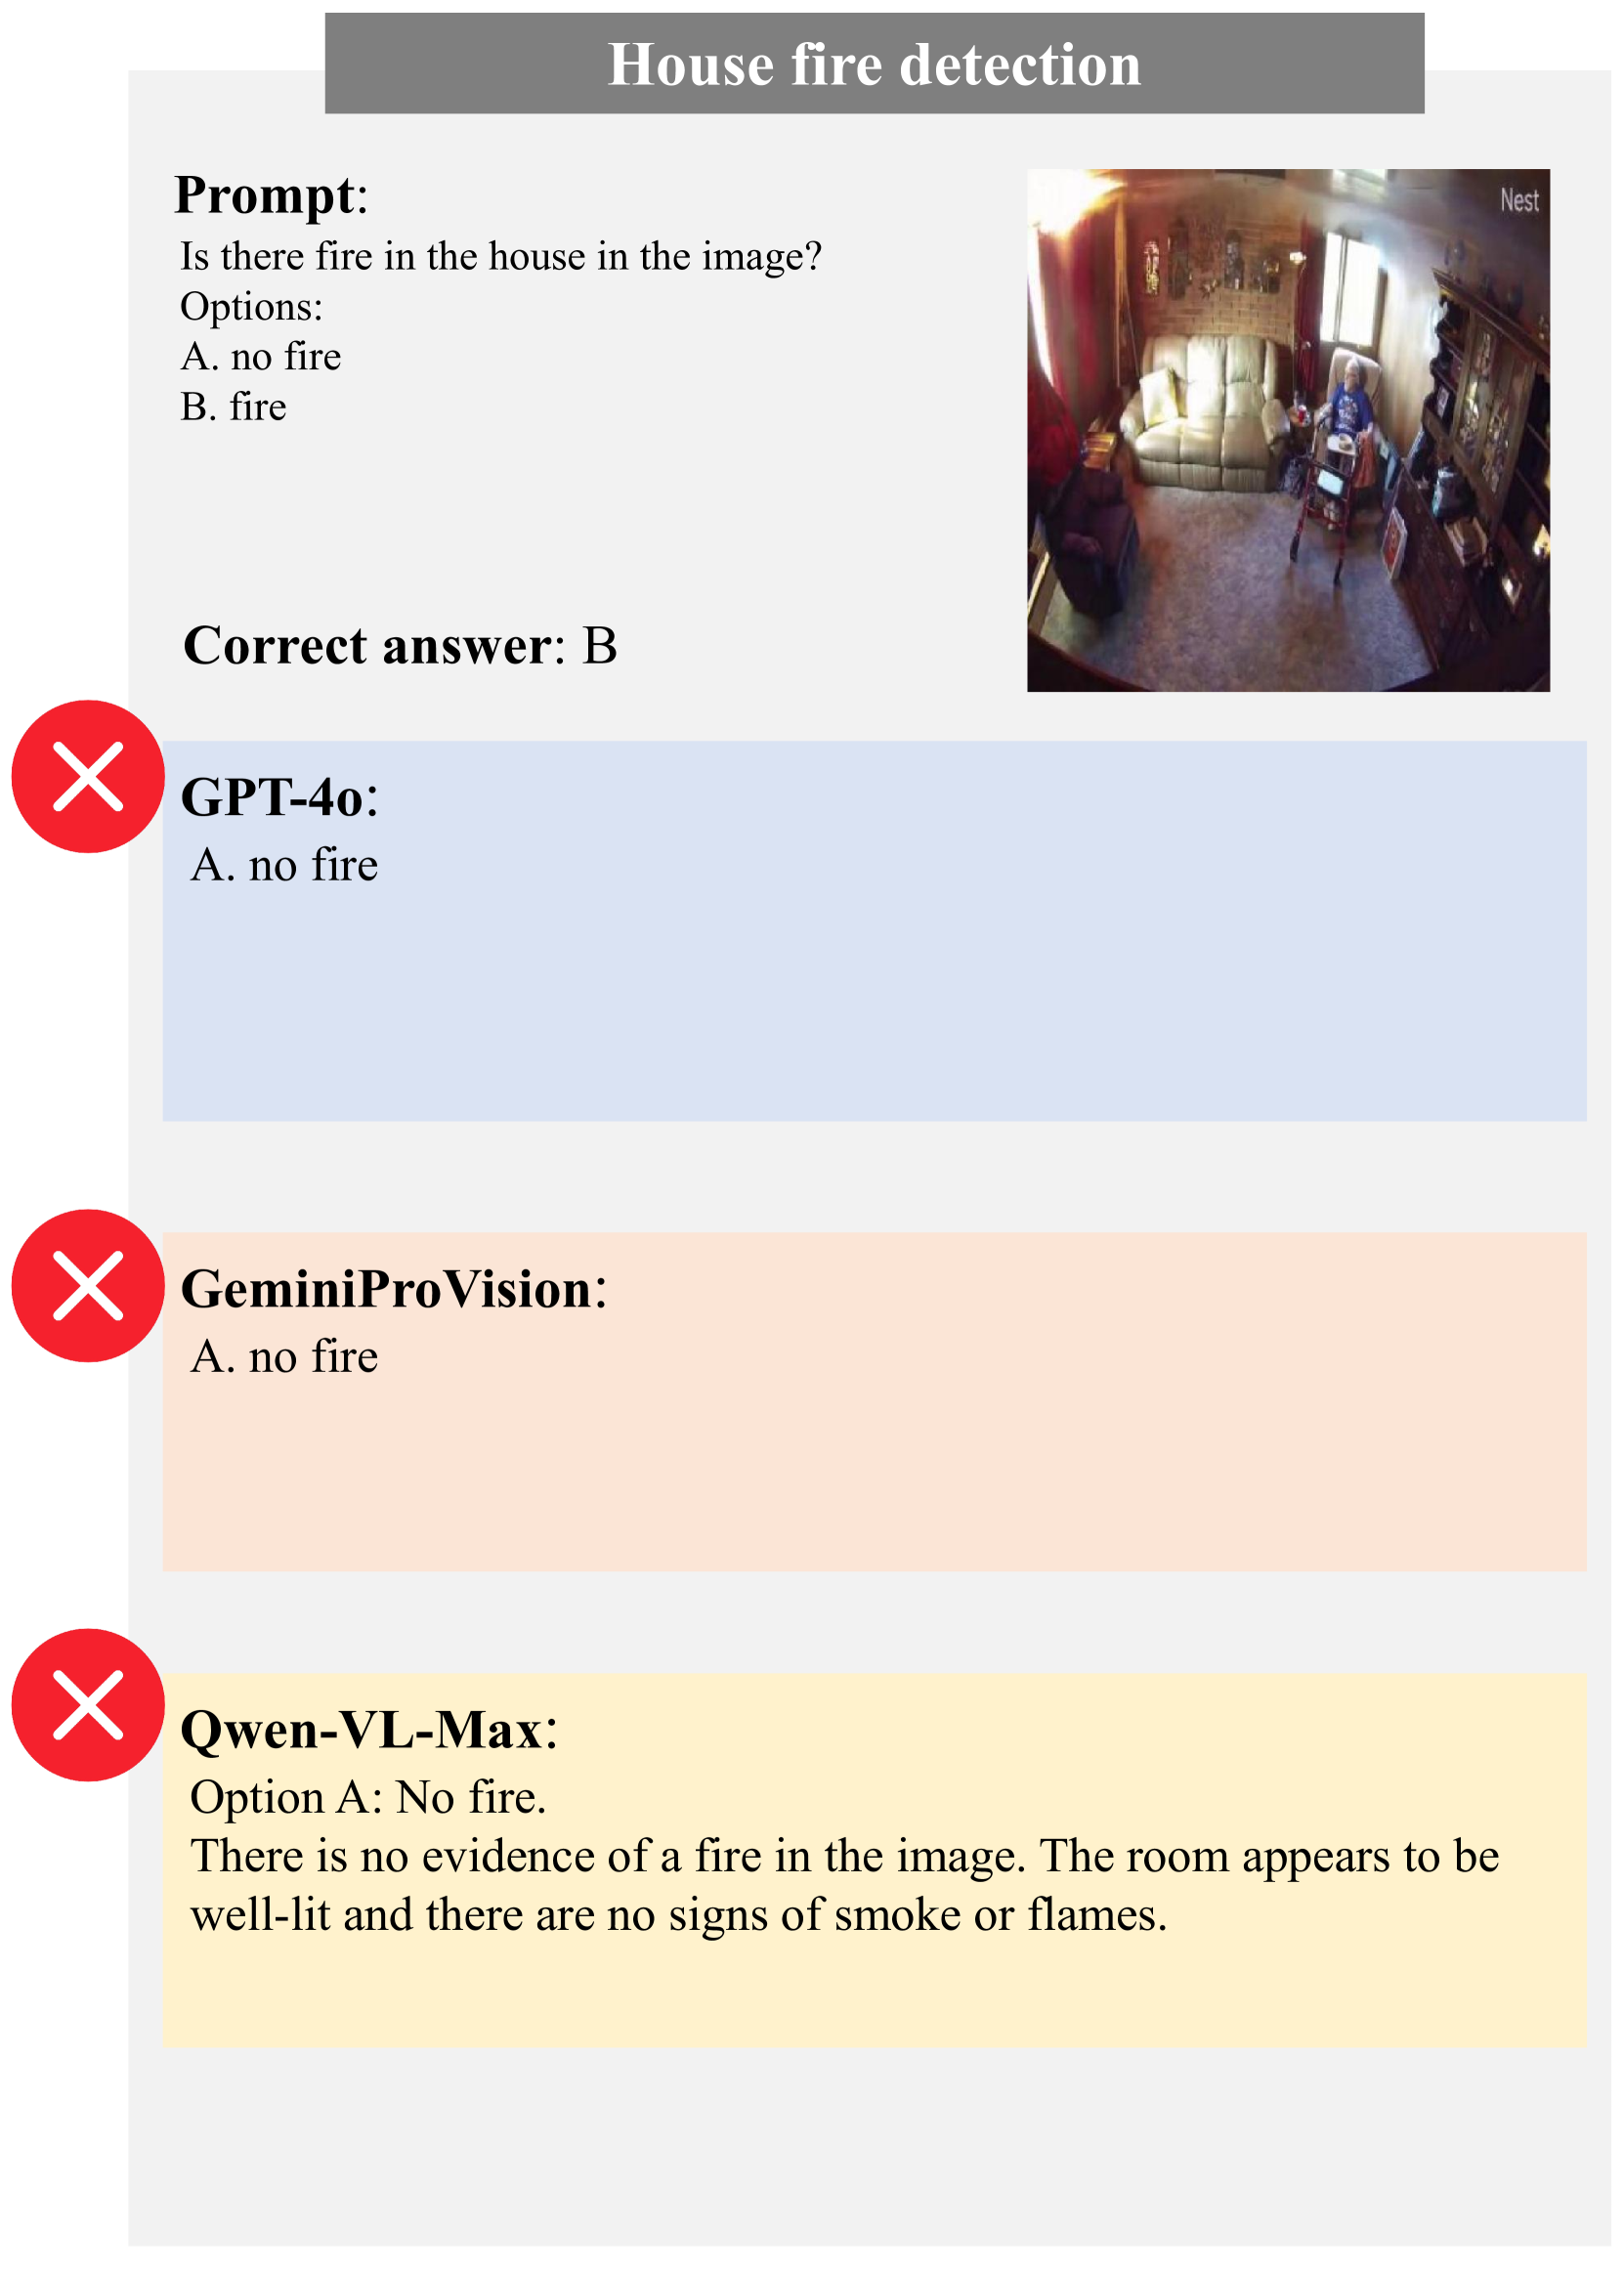 House fire detection
Prompt:
Nest
Is there fire in the house in the image?
Options:
A. no fire
B. fire
Correct answer: B
GPT-4o:
A. no fire
GeminiProVision:
A. no fire
Qwen-VL-Max:
Option A: No fire.
There is no evidence of a fire in the image. The room appears to be
well-lit and there are no signs of smoke or flames.